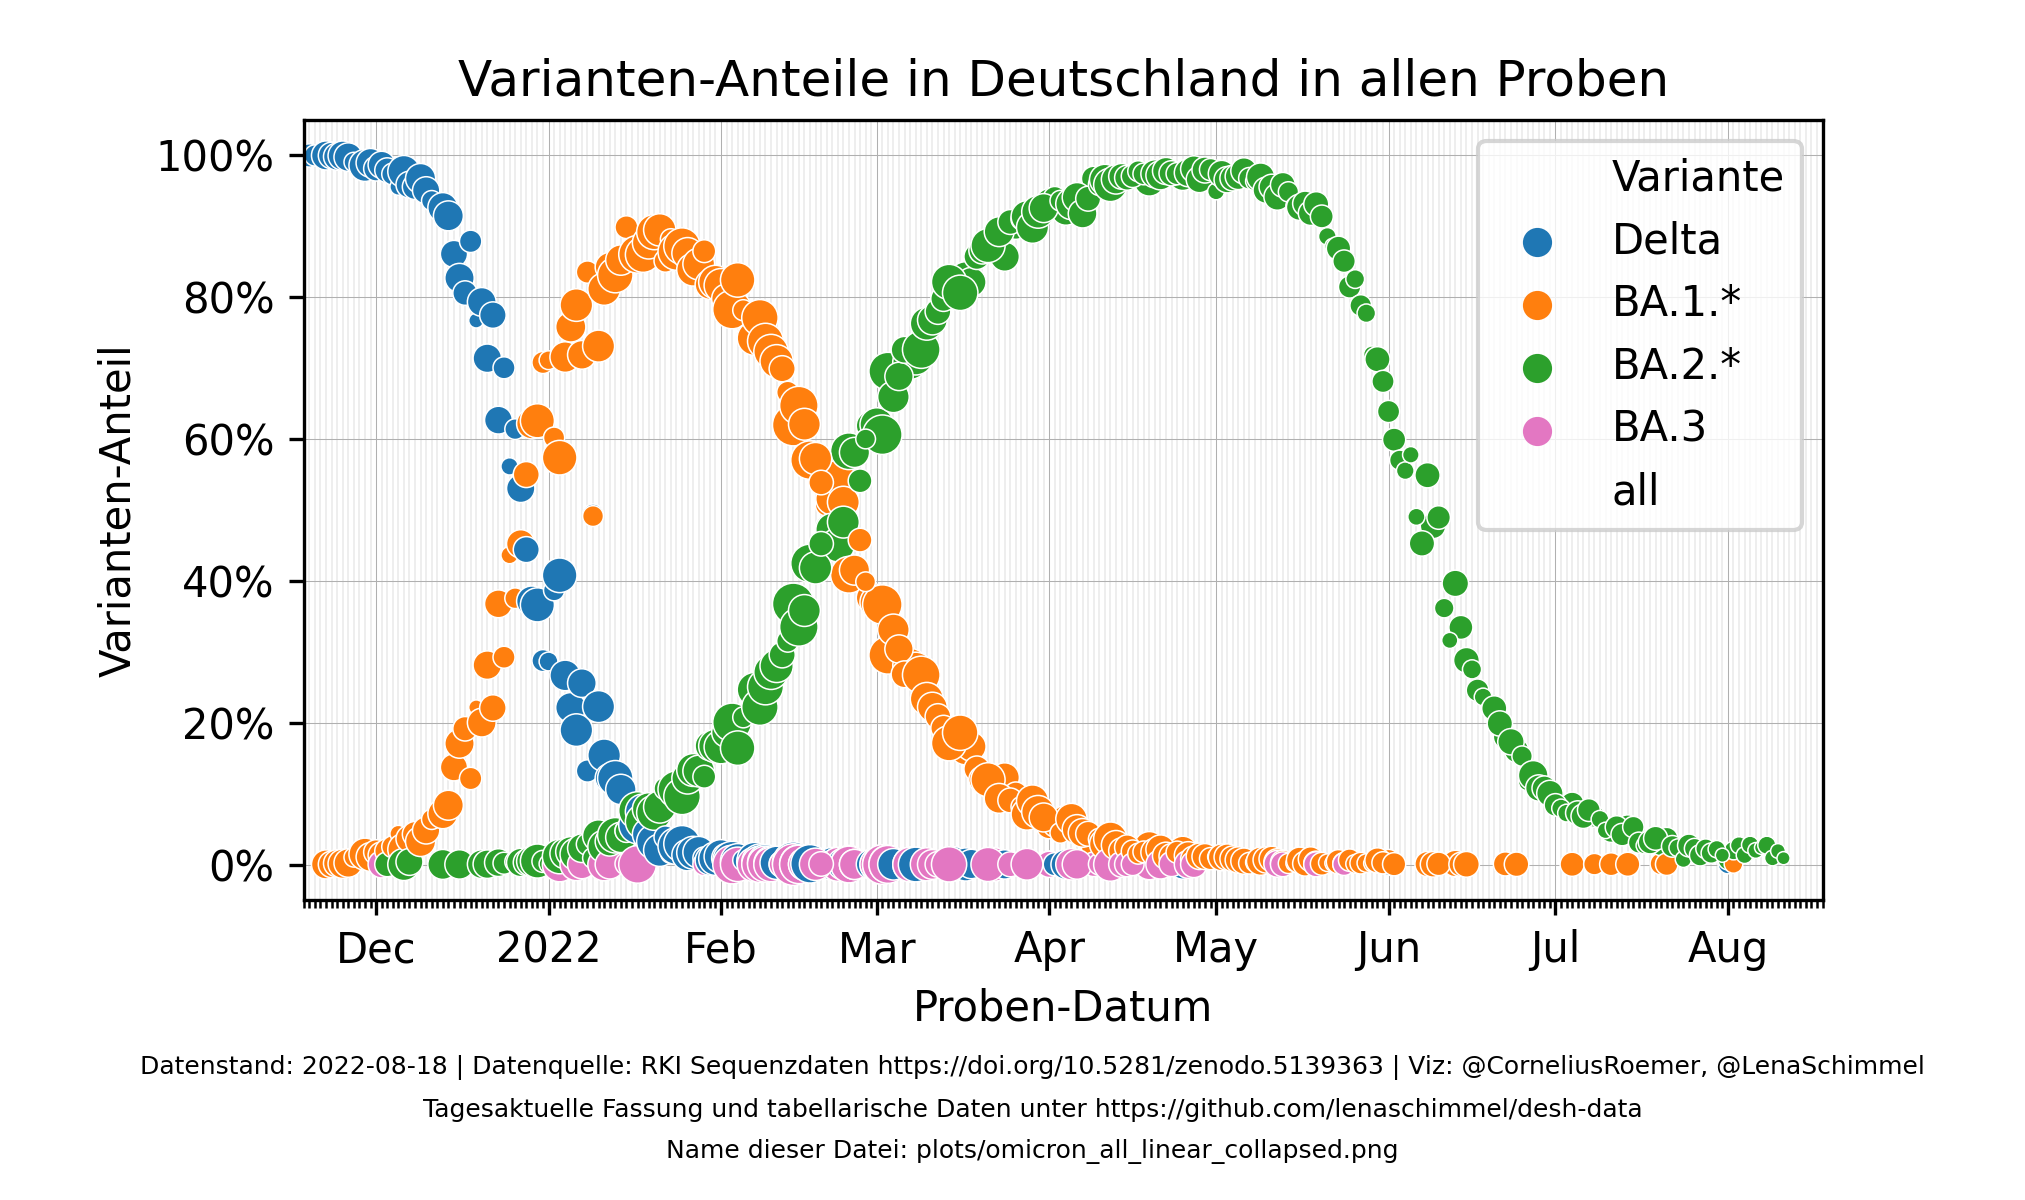 Varianten-Anteile in Deutschland in allen Proben
Varianten-Anteil
100%
80%
60%
40%
20%
0%
Variante
Delta
BA.1.*
BA.2.*
BA.3
all
Dec 2022 Feb Mar Apr May Jun Jul Aug
Proben-Datum
Datenstand: 2022-08-18 | Datenquelle: RKI Sequenzdaten https://doi.org/10.5281/zenodo.5139363 | Viz: @CorneliusRoemer, @LenaSchimmel
Tagesaktuelle Fassung und tabellarische Daten unter https://github.com/lenaschimmel/desh-data
Name dieser Datei: plots/omicron_all_linear_collapsed.png